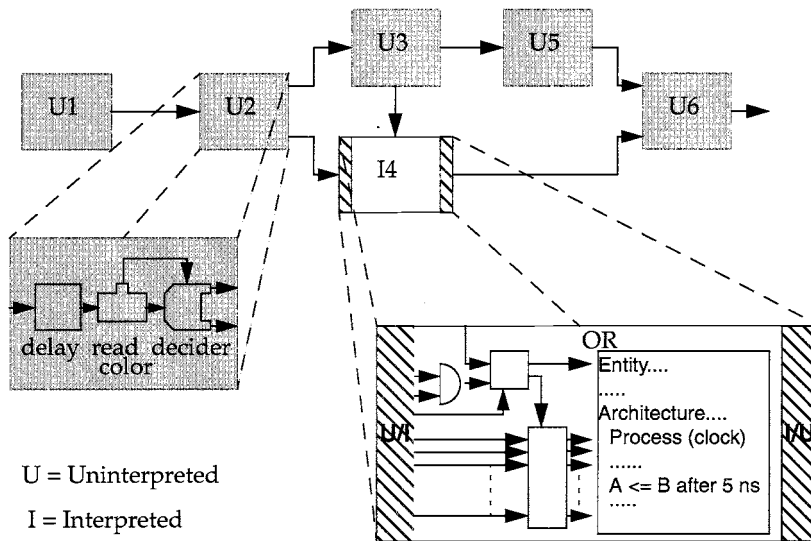 U1
U2
U3
U5
U6
I4
delay read decider
color
OR
U/I
Entity....
.....
Architecture....
Process (clock)
......
A <= B after 5 ns
.....
I/U
U = Uninterpreted
I = Interpreted